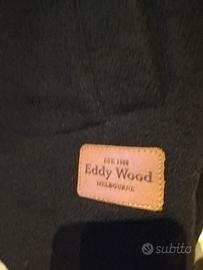 EST. 1998
Eddy Wood
MELBOURNE
subito